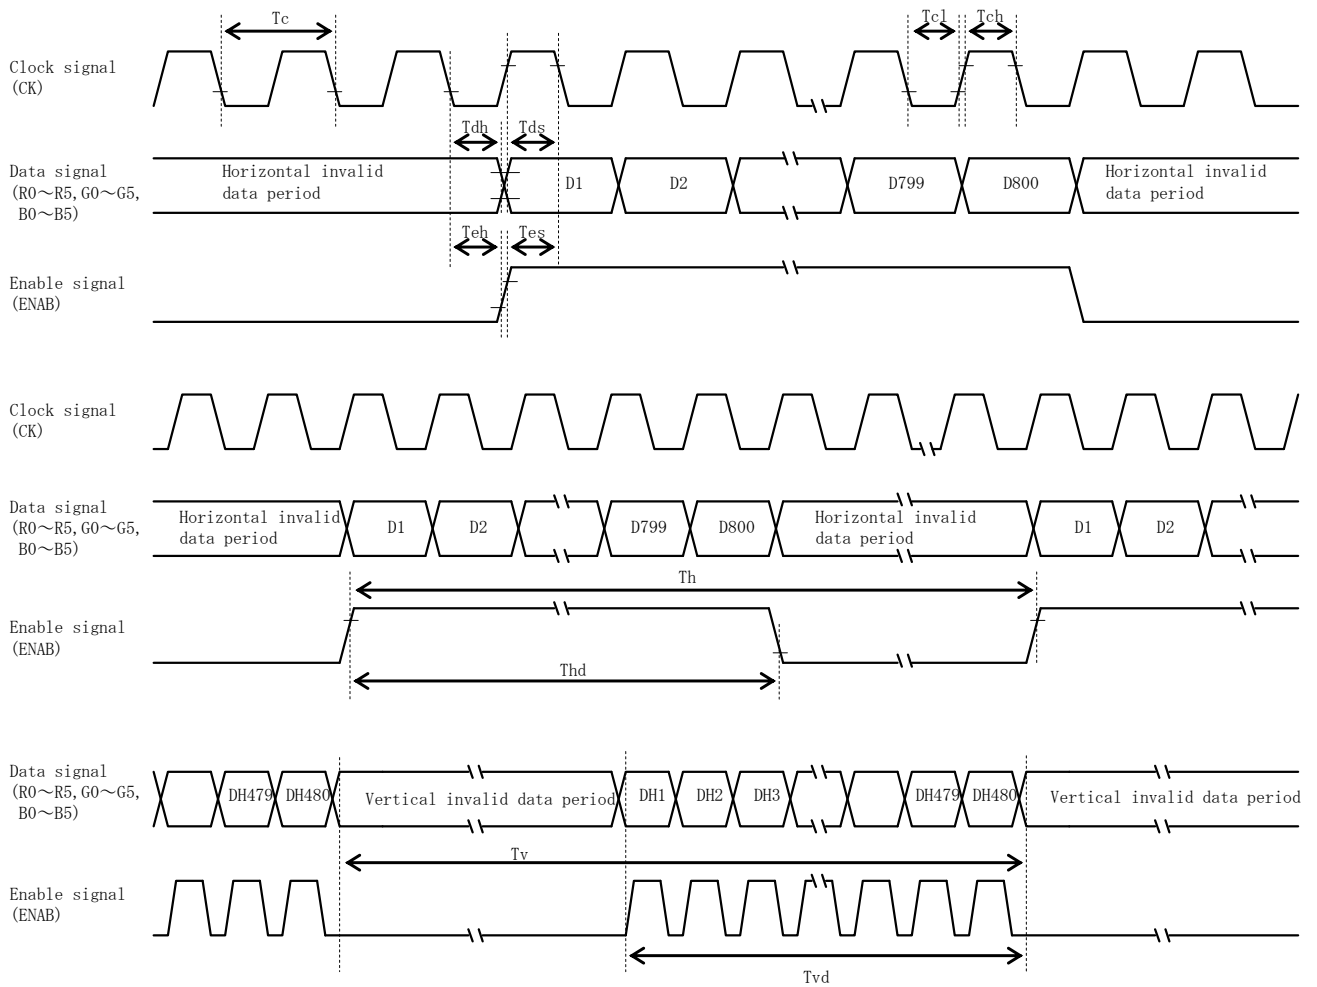 Tc
Tcl
Tch
Clock signal
(CK)
Tdh
Tds
Data signal
(R0～R5,G0～G5,
B0～B5)
Horizontal invalid
data period
D1
D2
D799
D800
Horizontal invalid
data period
Teh
Tes
Enable signal
(ENAB)
Clock signal
(CK)
Data signal
(R0～R5,G0～G5,
B0～B5)
Horizontal invalid
data period
D1
D2
D799
D800
Horizontal invalid
data period
D1
D2
Th
Enable signal
(ENAB)
Thd
Data signal
(R0～R5,G0～G5,
B0～B5)
DH479
DH480
Vertical invalid data period
DH1
DH2
DH3
DH479
DH480
Vertical invalid data period
Tv
Enable signal
(ENAB)
Tvd